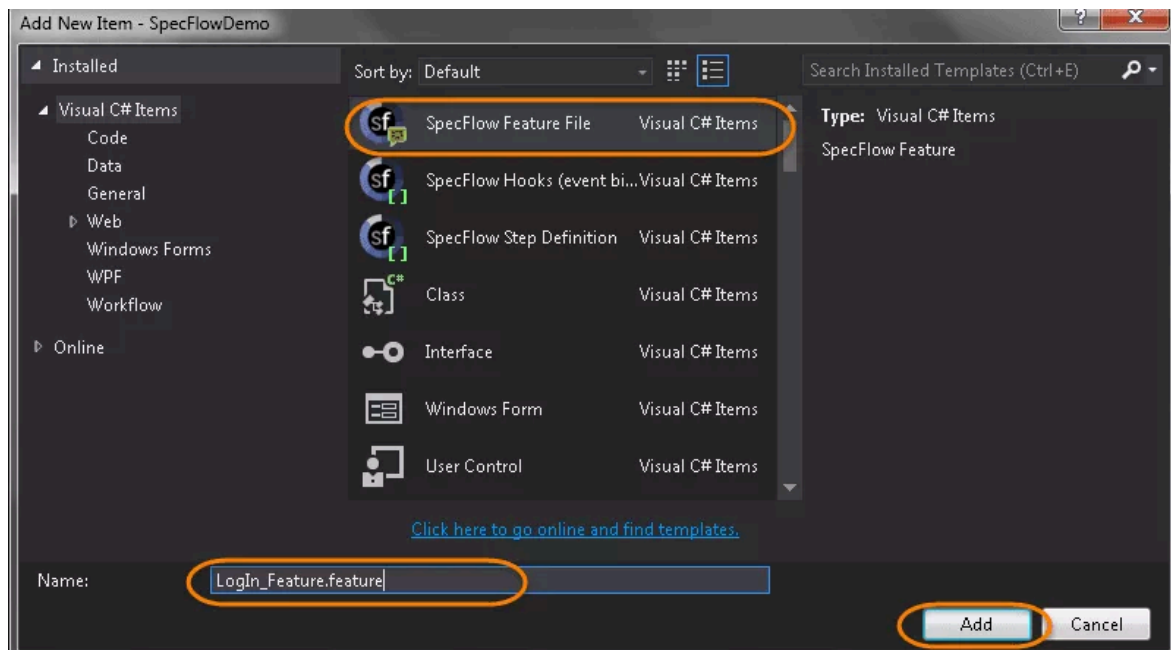 Add New Item - SpecFlowDemo
? X
Installed
Sort by: Default
Search Installed Templates (Ctrl+E)
Visual C# Items
Code
Data
General
Web
Windows Forms
WPF
Workflow
Online
sf SpecFlow Feature File Visual C# Items
sf [ ] SpecFlow Hooks (event bi... Visual C# Items
sf [ ] SpecFlow Step Definition Visual C# Items
C# Class Visual C# Items
Interface Visual C# Items
Windows Form Visual C# Items
User Control Visual C# Items
Type: Visual C# Items
SpecFlow Feature
Click here to go online and find templates.
Name: LogIn_Feature.feature
Add Cancel